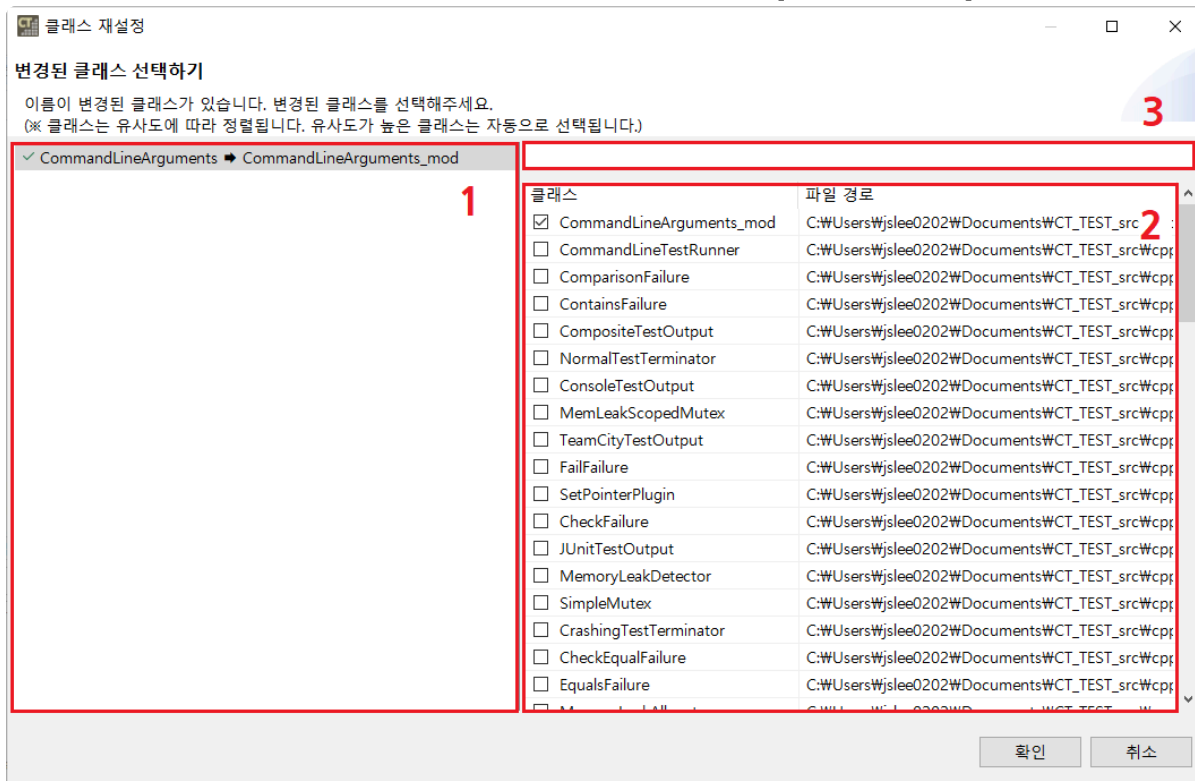 클래스 재설정
변경된 클래스 선택하기
이름이 변경된 클래스가 있습니다. 변경된 클래스를 선택해주세요.
(※ 클래스는 유사도에 따라 정렬됩니다. 유사도가 높은 클래스는 자동으로 선택됩니다.)
3
✓ CommandLineArguments ➡ CommandLineArguments_mod
1
클래스 파일 경로
2
CommandLineArguments_mod C:₩Users₩jslee0202₩Documents₩CT_TEST_src
CommandLineTestRunner C:₩Users₩jslee0202₩Documents₩CT_TEST_src₩cpp
ComparisonFailure C:₩Users₩jslee0202₩Documents₩CT_TEST_src₩cpp
ContainsFailure C:₩Users₩jslee0202₩Documents₩CT_TEST_src₩cpp
CompositeTestOutput C:₩Users₩jslee0202₩Documents₩CT_TEST_src₩cpp
NormalTestTerminator C:₩Users₩jslee0202₩Documents₩CT_TEST_src₩cpp
ConsoleTestOutput C:₩Users₩jslee0202₩Documents₩CT_TEST_src₩cpp
MemLeakScopedMutex C:₩Users₩jslee0202₩Documents₩CT_TEST_src₩cpp
TeamCityTestOutput C:₩Users₩jslee0202₩Documents₩CT_TEST_src₩cpp
FailFailure C:₩Users₩jslee0202₩Documents₩CT_TEST_src₩cpp
SetPointerPlugin C:₩Users₩jslee0202₩Documents₩CT_TEST_src₩cpp
CheckFailure C:₩Users₩jslee0202₩Documents₩CT_TEST_src₩cpp
JUnitTestOutput C:₩Users₩jslee0202₩Documents₩CT_TEST_src₩cpp
MemoryLeakDetector C:₩Users₩jslee0202₩Documents₩CT_TEST_src₩cpp
SimpleMutex C:₩Users₩jslee0202₩Documents₩CT_TEST_src₩cpp
CrashingTestTerminator C:₩Users₩jslee0202₩Documents₩CT_TEST_src₩cpp
CheckEqualFailure C:₩Users₩jslee0202₩Documents₩CT_TEST_src₩cpp
EqualsFailure C:₩Users₩jslee0202₩Documents₩CT_TEST_src₩cpp
확인 취소